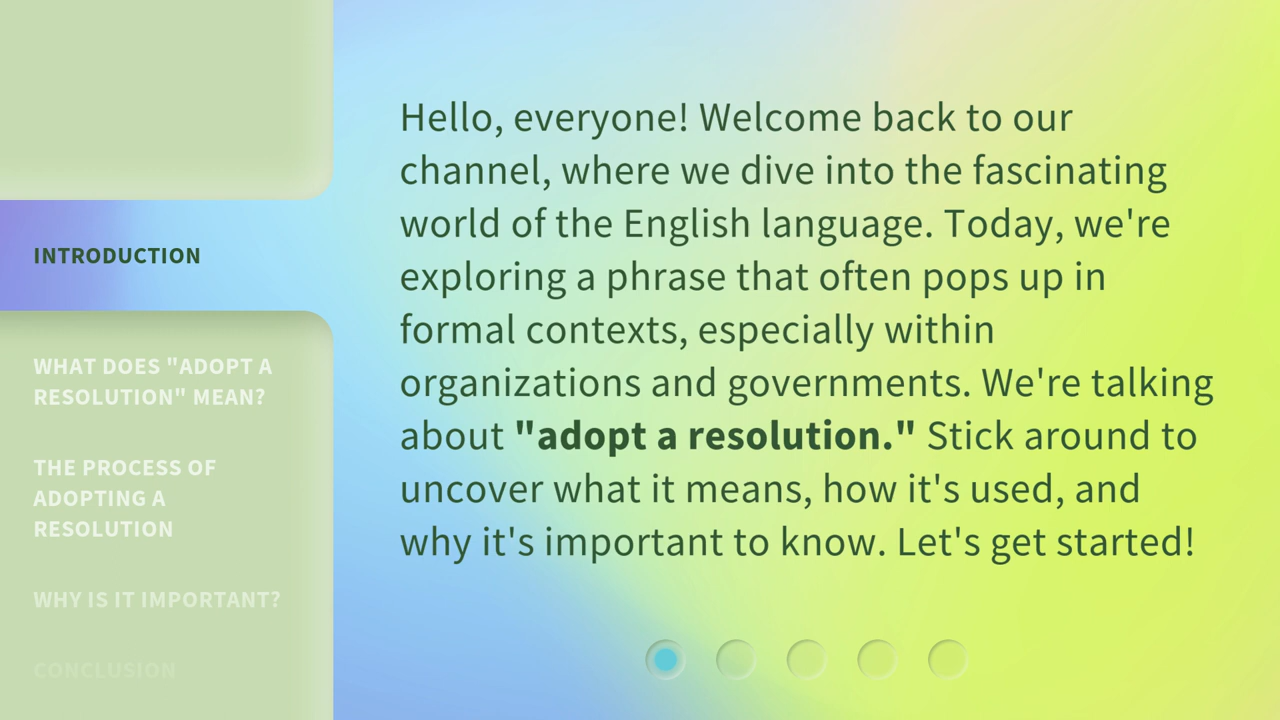 INTRODUCTION
WHAT DOES "ADOPT A
RESOLUTION" MEAN?
THE PROCESS OF
ADOPTING A
RESOLUTION
WHY IS IT IMPORTANT?
CONCLUSION
Hello, everyone! Welcome back to our
channel, where we dive into the fascinating
world of the English language. Today, we're
exploring a phrase that often pops up in
formal contexts, especially within
organizations and governments. We're talking
about "adopt a resolution." Stick around to
uncover what it means, how it's used, and
why it's important to know. Let's get started!